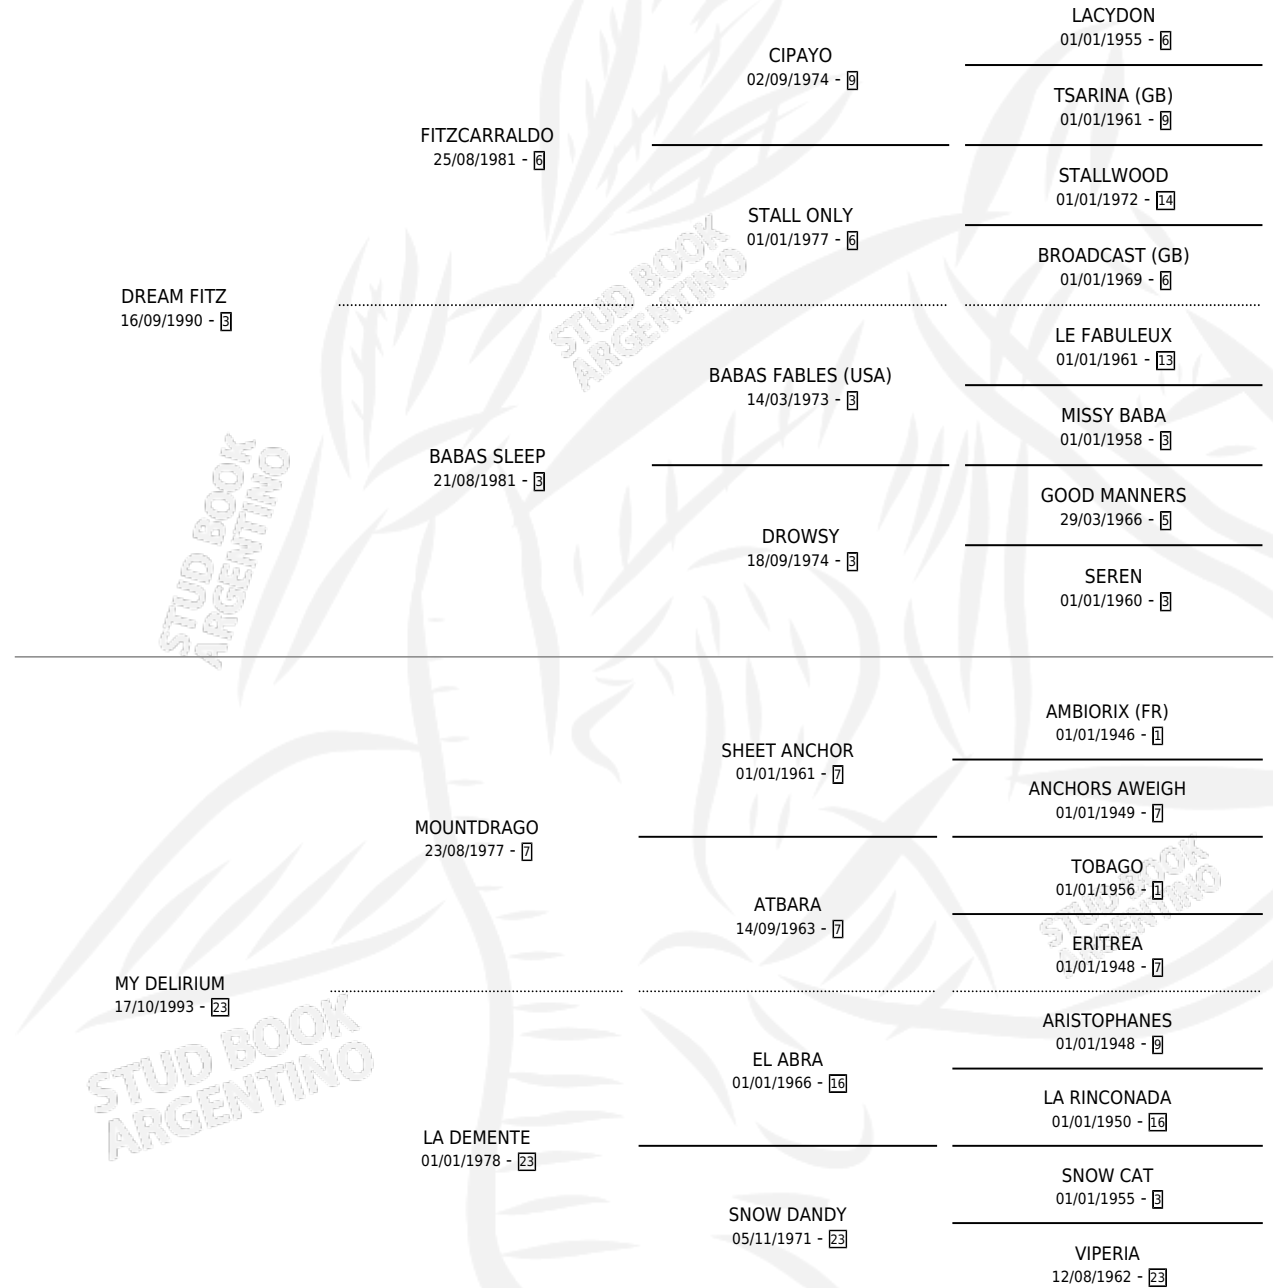 LACYDON
01/01/1955 - 6
CIPAYO
02/09/1974 - 9
TSARINA (GB)
01/01/1961 - 9
FITZCARRALDO
25/08/1981 - 6
STALLWOOD
01/01/1972 - 14
STALL ONLY
01/01/1977 - 6
BROADCAST (GB)
01/01/1969 - 6
DREAM FITZ
16/09/1990 - 3
LE FABULEUX
01/01/1961 - 13
BABAS FABLES (USA)
14/03/1973 - 3
MISSY BABA
01/01/1958 - 3
BABAS SLEEP
21/08/1981 - 3
GOOD MANNERS
29/03/1966 - 5
DROWSY
18/09/1974 - 3
SEREN
01/01/1960 - 3
STUD BOOK
ARGENTINO
STUD BOOK
ARGENTINO
AMBIORIX (FR)
01/01/1946 - 1
SHEET ANCHOR
01/01/1961 - 7
ANCHORS AWEIGH
01/01/1949 - 7
MOUNTDRAGO
23/08/1977 - 7
TOBAGO
01/01/1956 - 1
ATBARA
14/09/1963 - 7
ERITREA
01/01/1948 - 7
MY DELIRIUM
17/10/1993 - 23
ARISTOPHANES
01/01/1948 - 9
EL ABRA
01/01/1966 - 16
LA RINCONADA
01/01/1950 - 16
LA DEMENTE
01/01/1978 - 23
SNOW CAT
01/01/1955 - 3
SNOW DANDY
05/11/1971 - 23
VIPERIA
12/08/1962 - 23
STUD BOOK
ARGENTINO
STUD BOOK
ARGENTINO